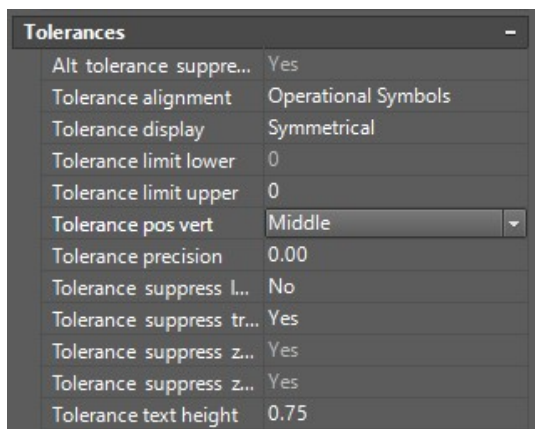 Tolerances –
Alt tolerance suppre... Yes
Tolerance alignment Operational Symbols
Tolerance display Symmetrical
Tolerance limit lower 0
Tolerance limit upper 0
Tolerance pos vert Middle
Tolerance precision 0.00
Tolerance suppress l... No
Tolerance suppress tr... Yes
Tolerance suppress z... Yes
Tolerance suppress z... Yes
Tolerance text height 0.75